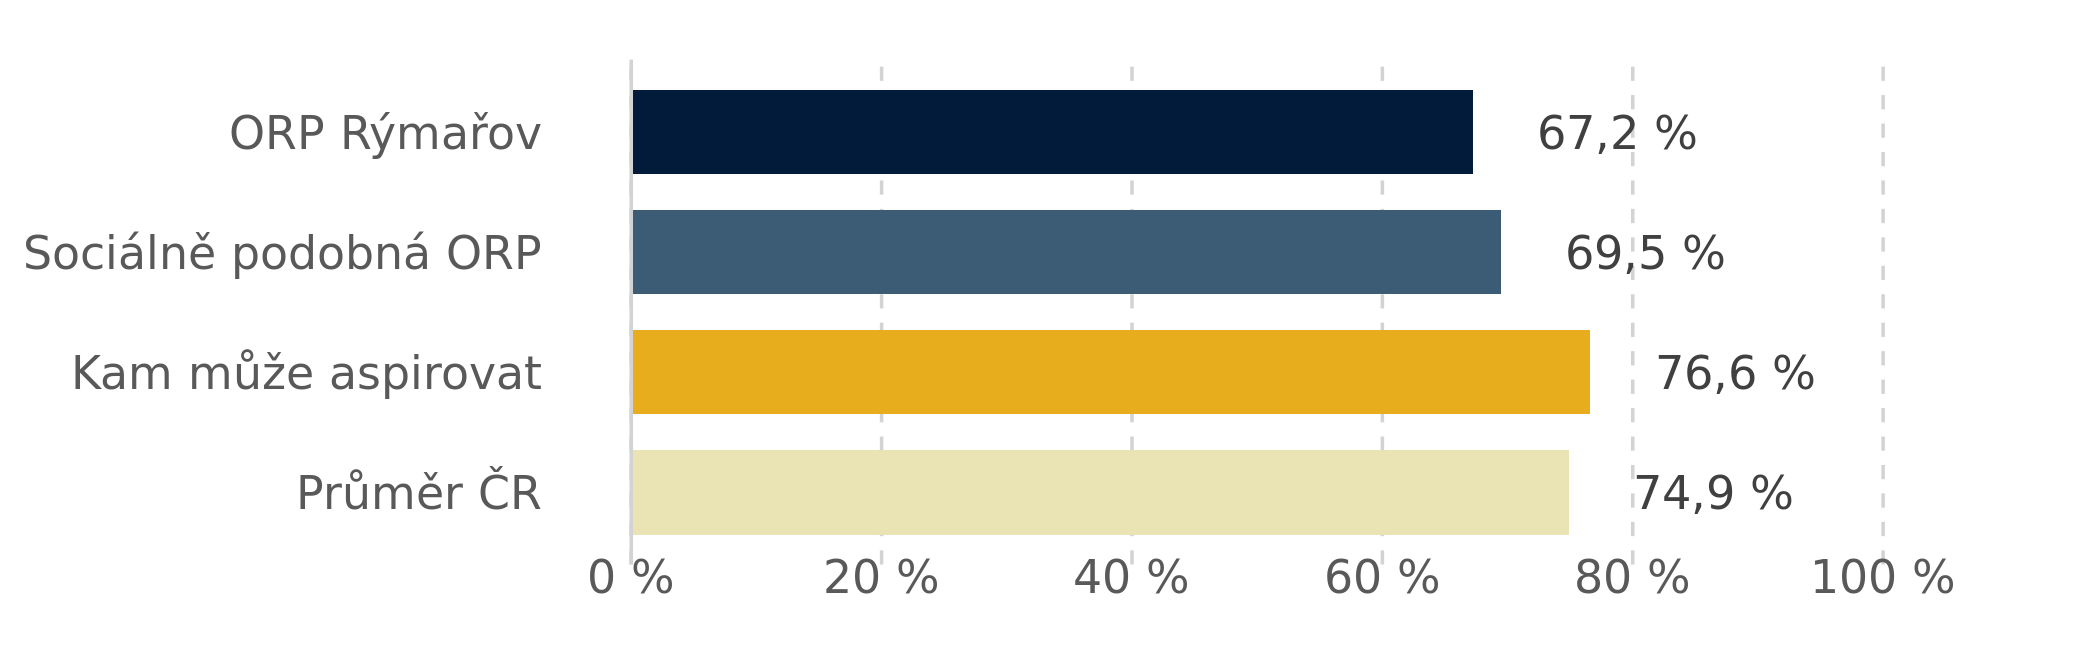 ORP Rýmařov 67,2 %
Sociálně podobná ORP 69,5 %
Kam může aspirovat 76,6 %
Průměr ČR 74,9 %
0 % 20 % 40 % 60 % 80 % 100 %